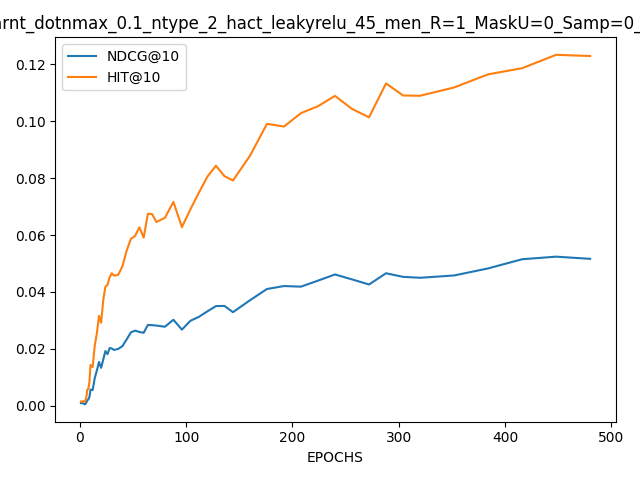 arnt_dotnmax_0.1_ntype_2_hact_leakyrelu_45_men_R=1_MaskU=0_Samp=0_
NDCG@10
HIT@10
0.12
0.10
0.08
0.06
0.04
0.02
0.00
0 100 200 300 400 500
EPOCHS